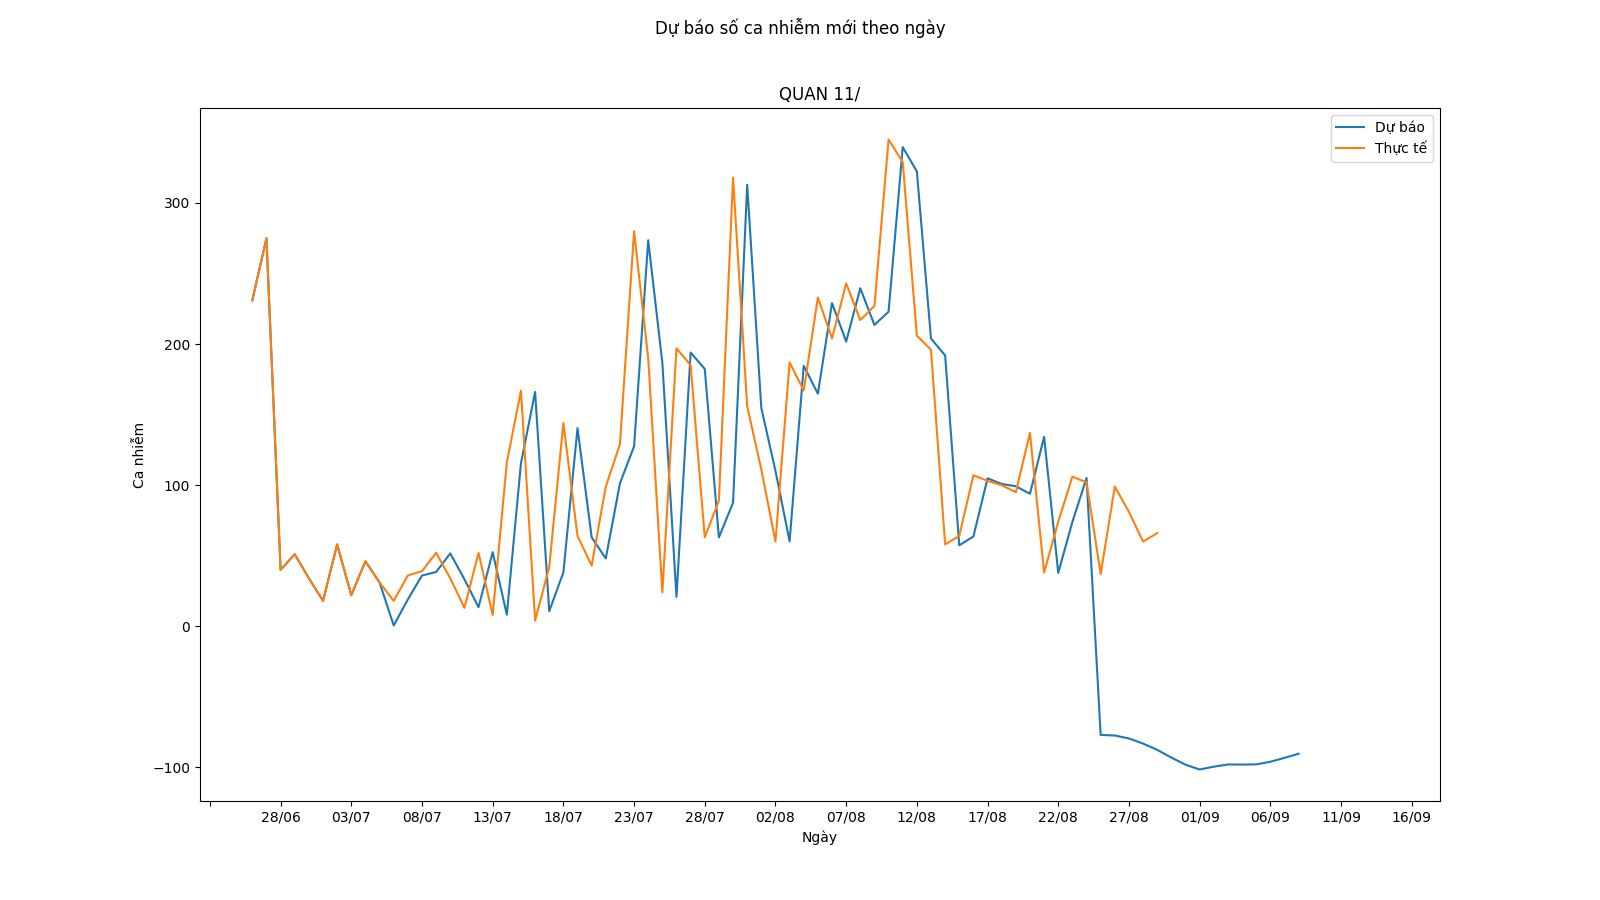 Dự báo số ca nhiễm mới theo ngày
QUAN 11/
Dự báo
Thực tế
300
200
100
0
−100
Ca nhiễm
28/06 03/07 08/07 13/07 18/07 23/07 28/07 02/08 07/08 12/08 17/08 22/08 27/08 01/09 06/09 11/09 16/09
Ngày